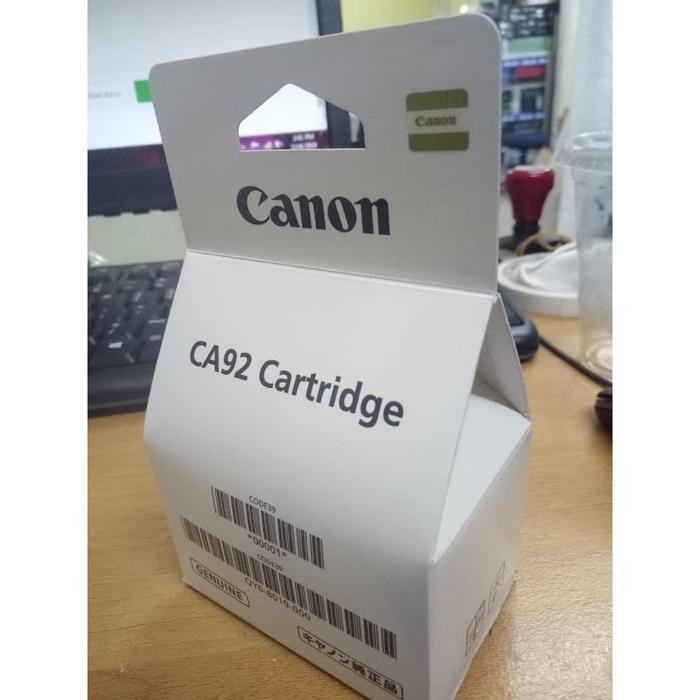 Canon
Canon
CA92 Cartridge
CODE39
*00001*
CODE39
QY6-8019-000
GENUINE
キヤノン純正品